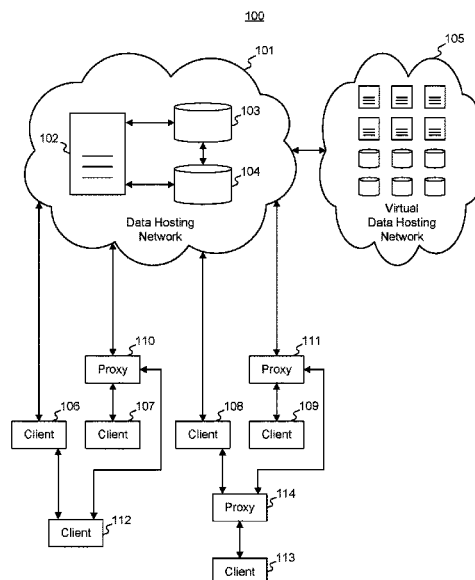 100
101
105
103
102
104
Data Hosting
Network
Virtual
Data Hosting
Network
110
111
Proxy
Proxy
106
107
108
109
Client
Client
Client
Client
112
114
Client
Proxy
113
Client